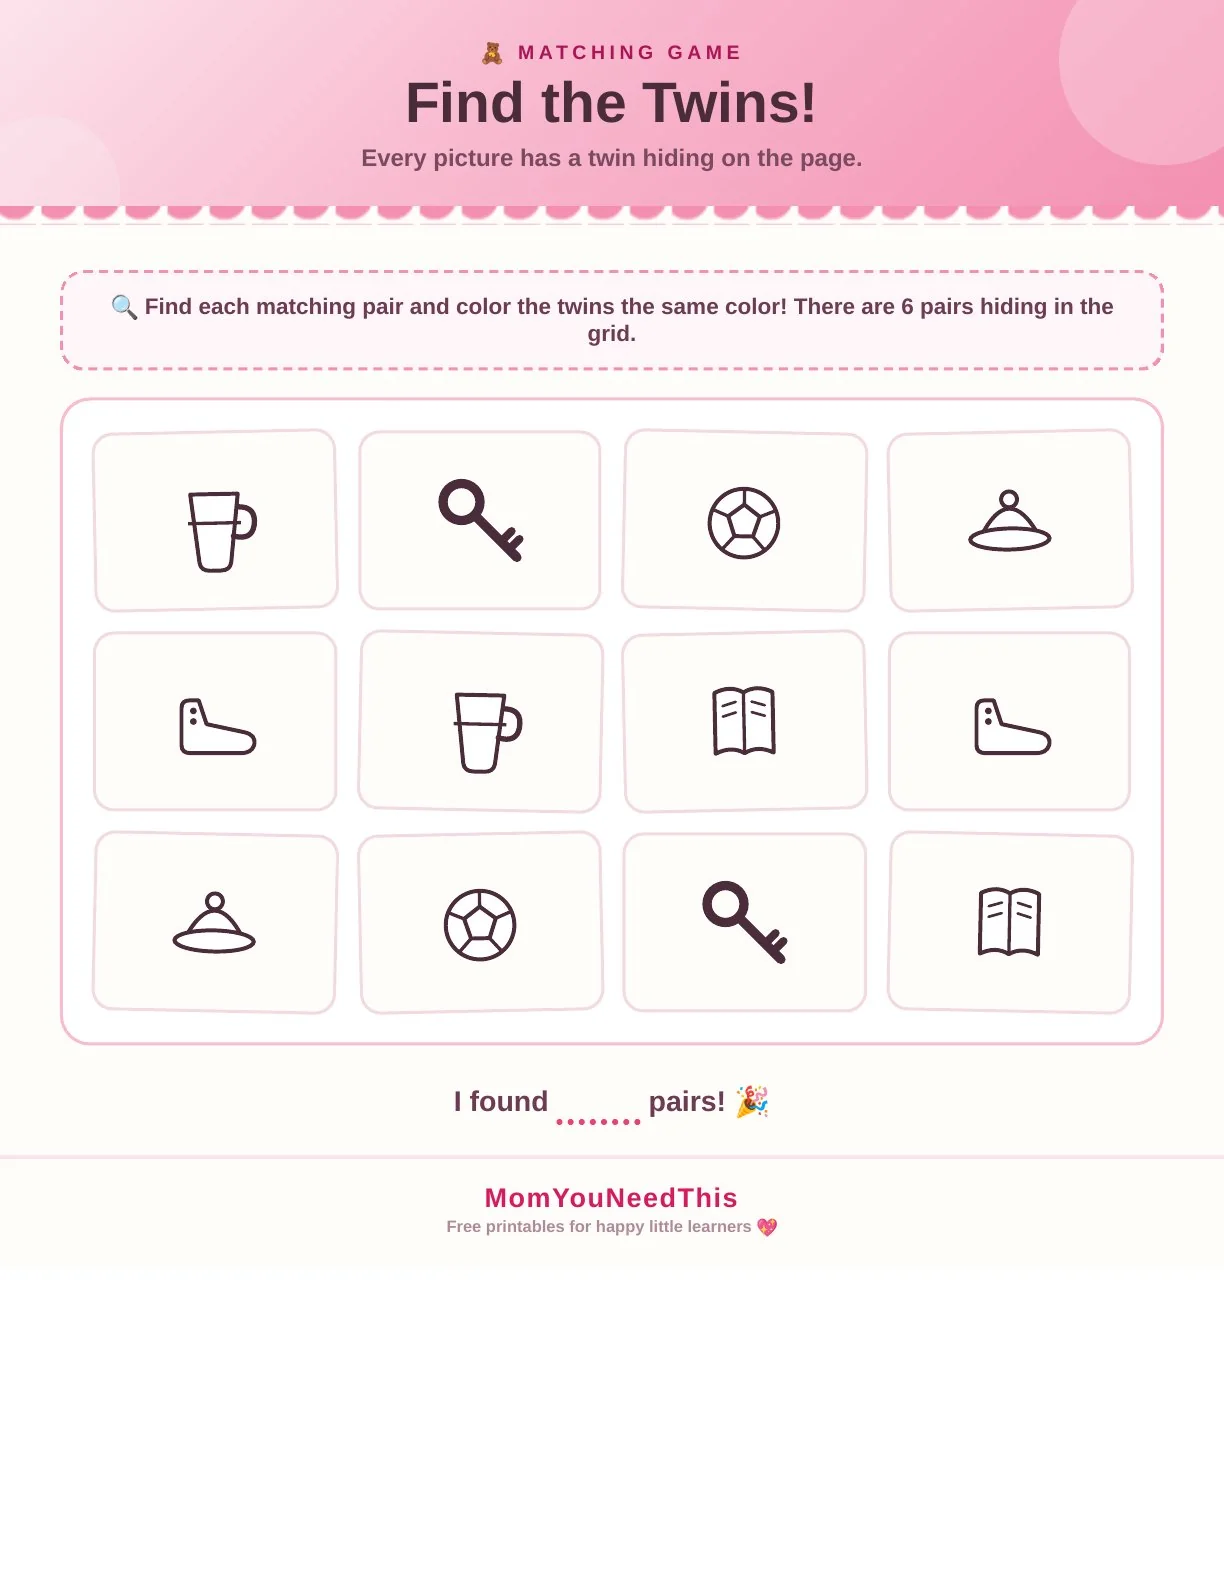 🧸 MATCHING GAME
Find the Twins!
Every picture has a twin hiding on the page.
🔍 Find each matching pair and color the twins the same color! There are 6 pairs hiding in the
grid.
I found ........ pairs! 🎉
MomYouNeedThis
Free printables for happy little learners 💖